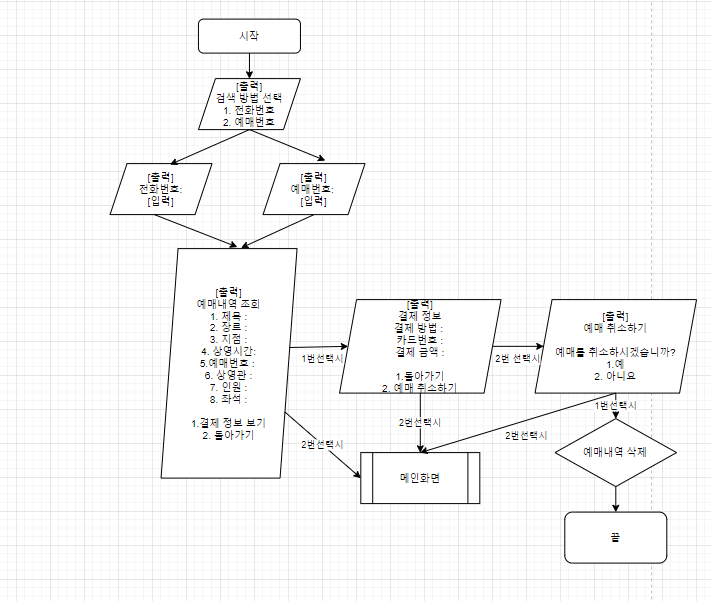 시작
[출력]
검색 방법 선택
1. 전화번호
2. 예매번호
[출력]
전화번호:
[입력]
[출력]
예매번호:
[입력]
[출력]
예매내역 조회
1. 제목 :
2. 장르 :
3. 지점 :
4. 상영시간:
5.예매번호 :
6. 상영관 :
7. 인원 :
8. 좌석 :
1.결제 정보 보기
2. 돌아가기
1번선택시
2번선택시
[출력]
결제 정보
결제 방법 :
카드번호 :
결제 금액 :
1.돌아가기
2. 예매 취소하기
2번 선택시
2번선택시
[출력]
예매 취소하기
예매를 취소하시겠습니까?
1.예
2. 아니요
1번선택시
2번선택시
메인화면
예매내역 삭제
끝